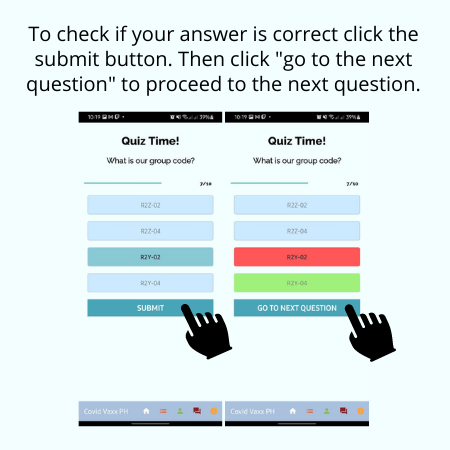 To check if your answer is correct click the
submit button. Then click "go to the next
question" to proceed to the next question.
10:19
39%
Quiz Time!
What is our group code?
7/10
R2Z-02
R2Z-04
R2Y-02
R2Y-04
SUBMIT
Covid Vaxx PH
10:19
39%
Quiz Time!
What is our group code?
7/10
R2Z-02
R2Z-04
R2Y-02
R2Y-04
GO TO NEXT QUESTION
Covid Vaxx PH